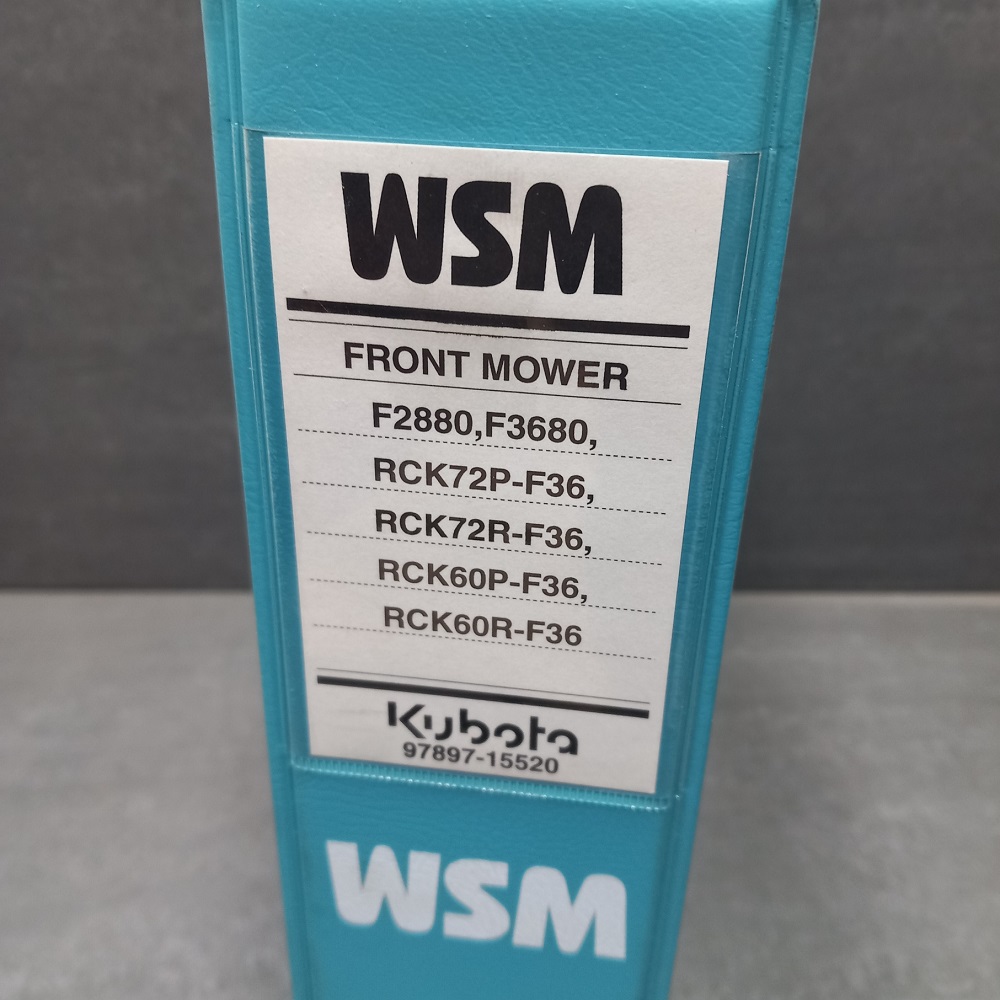 WSM
FRONT MOWER
F2880,F3680,
RCK72P-F36,
RCK72R-F36,
RCK60P-F36,
RCK60R-F36
Kubota
97897-15520
WSM